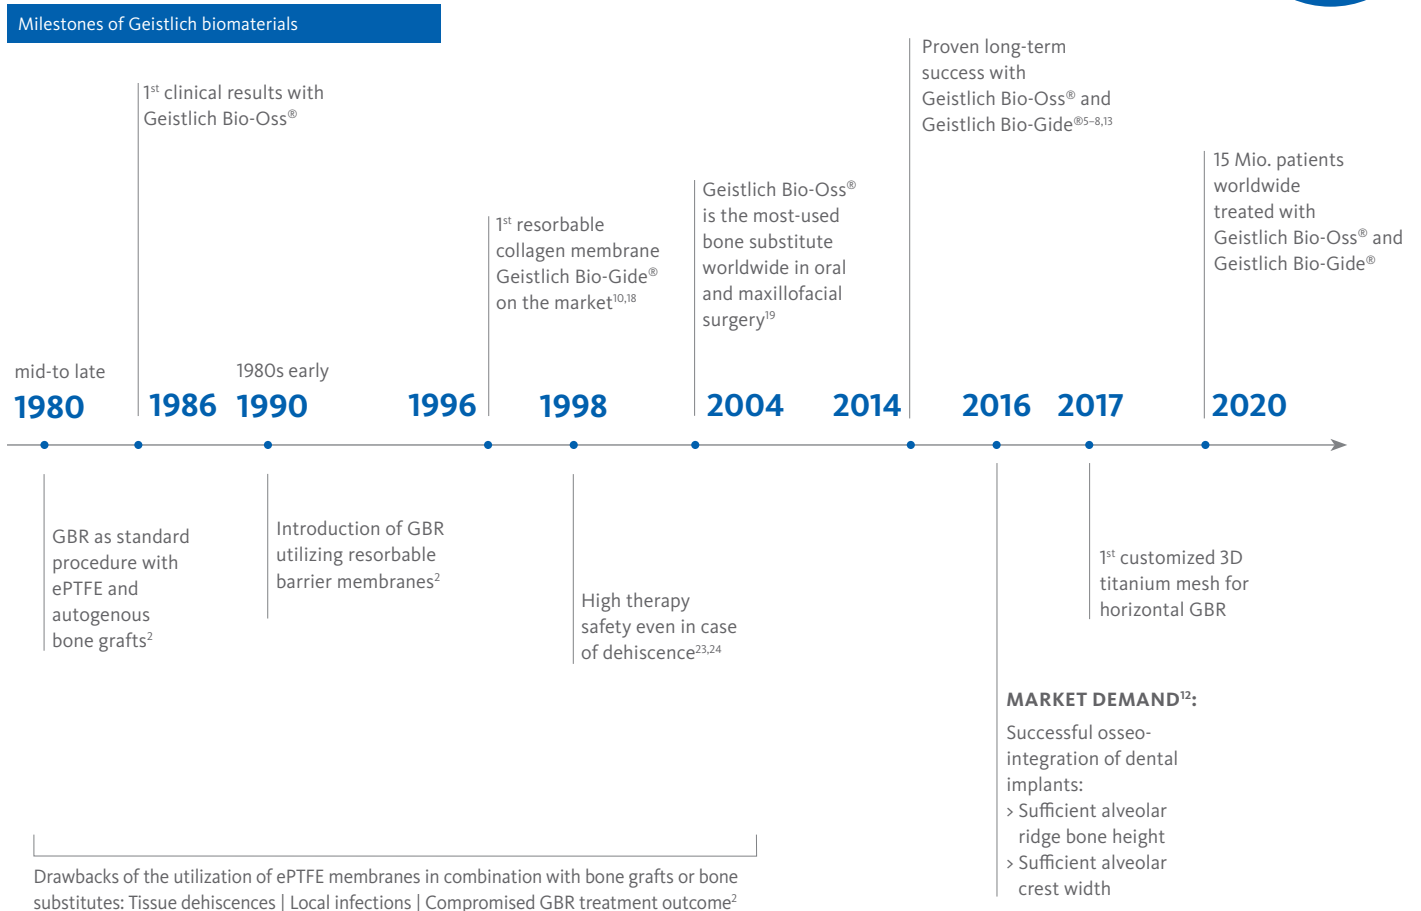 Milestones of Geistlich biomaterials
1st clinical results with
Geistlich Bio-Oss®
1st resorbable
collagen membrane
Geistlich Bio-Gide®
on the market10,18
Geistlich Bio-Oss®
is the most-used
bone substitute
worldwide in oral
and maxillofacial
surgery19
Proven long-term
success with
Geistlich Bio-Oss® and
Geistlich Bio-Gide®5–8,13
15 Mio. patients
worldwide
treated with
Geistlich Bio-Oss® and
Geistlich Bio-Gide®
mid-to late
1980
1986
1980s early
1990
1996
1998
2004
2014
2016
2017
2020
GBR as standard
procedure with
ePTFE and
autogenous
bone grafts2
Introduction of GBR
utilizing resorbable
barrier membranes2
High therapy
safety even in case
of dehiscence23,24
1st customized 3D
titanium mesh for
horizontal GBR
MARKET DEMAND12:
Successful osseo-
integration of dental
implants:
> Sufficient alveolar
ridge bone height
> Sufficient alveolar
crest width
Drawbacks of the utilization of ePTFE membranes in combination with bone grafts or bone
substitutes: Tissue dehiscences | Local infections | Compromised GBR treatment outcome2